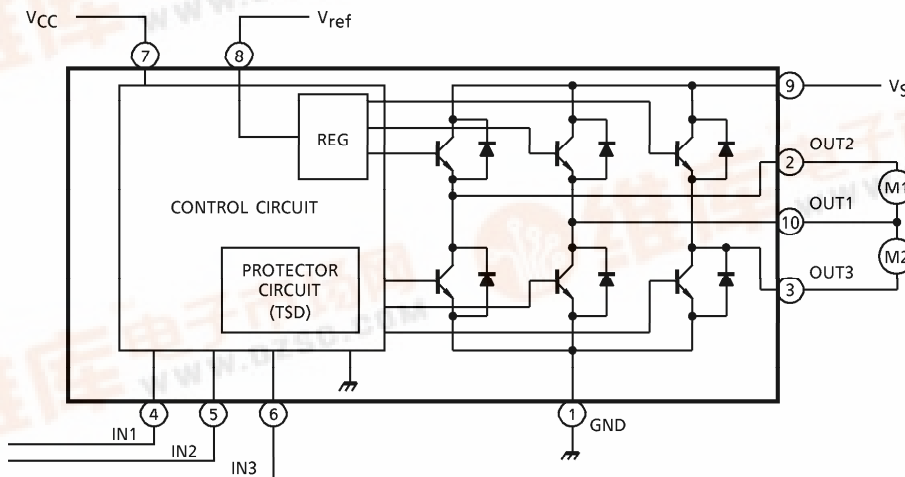 VCC
Vref
7
8
9
VS
REG
OUT2
2
M1
CONTROL CIRCUIT
OUT1
10
M2
PROTECTOR
CIRCUIT
(TSD)
OUT3
3
4
5
6
1
GND
IN1
IN2
IN3